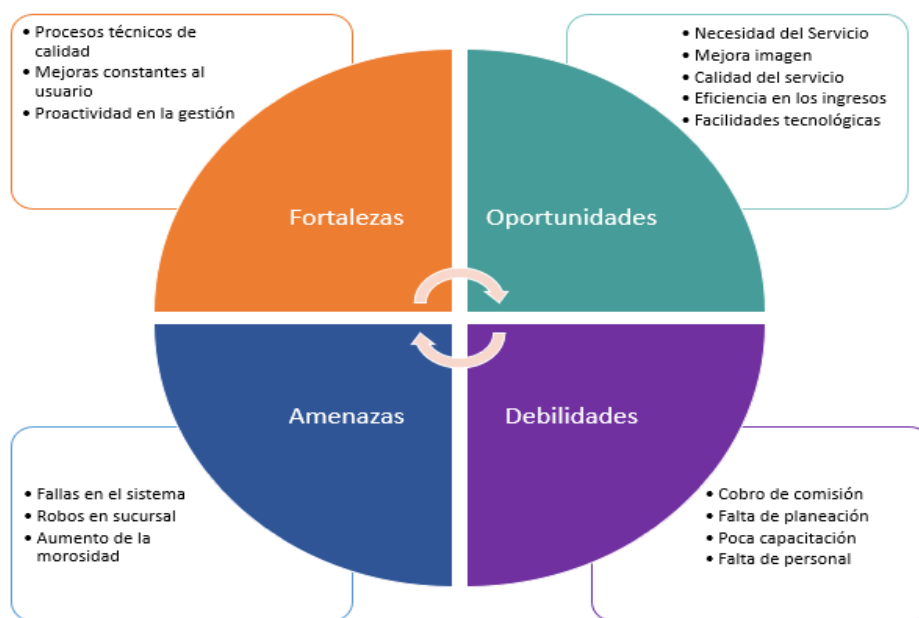 • Procesos técnicos de
calidad
• Mejoras constantes al
usuario
• Proactividad en la gestión
• Necesidad del Servicio
• Mejora imagen
• Calidad del servicio
• Eficiencia en los ingresos
• Facilidades tecnológicas
Fortalezas
Oportunidades
Amenazas
Debilidades
• Fallas en el sistema
• Robos en sucursal
• Aumento de la
morosidad
• Cobro de comisión
• Falta de planeación
• Poca capacitación
• Falta de personal